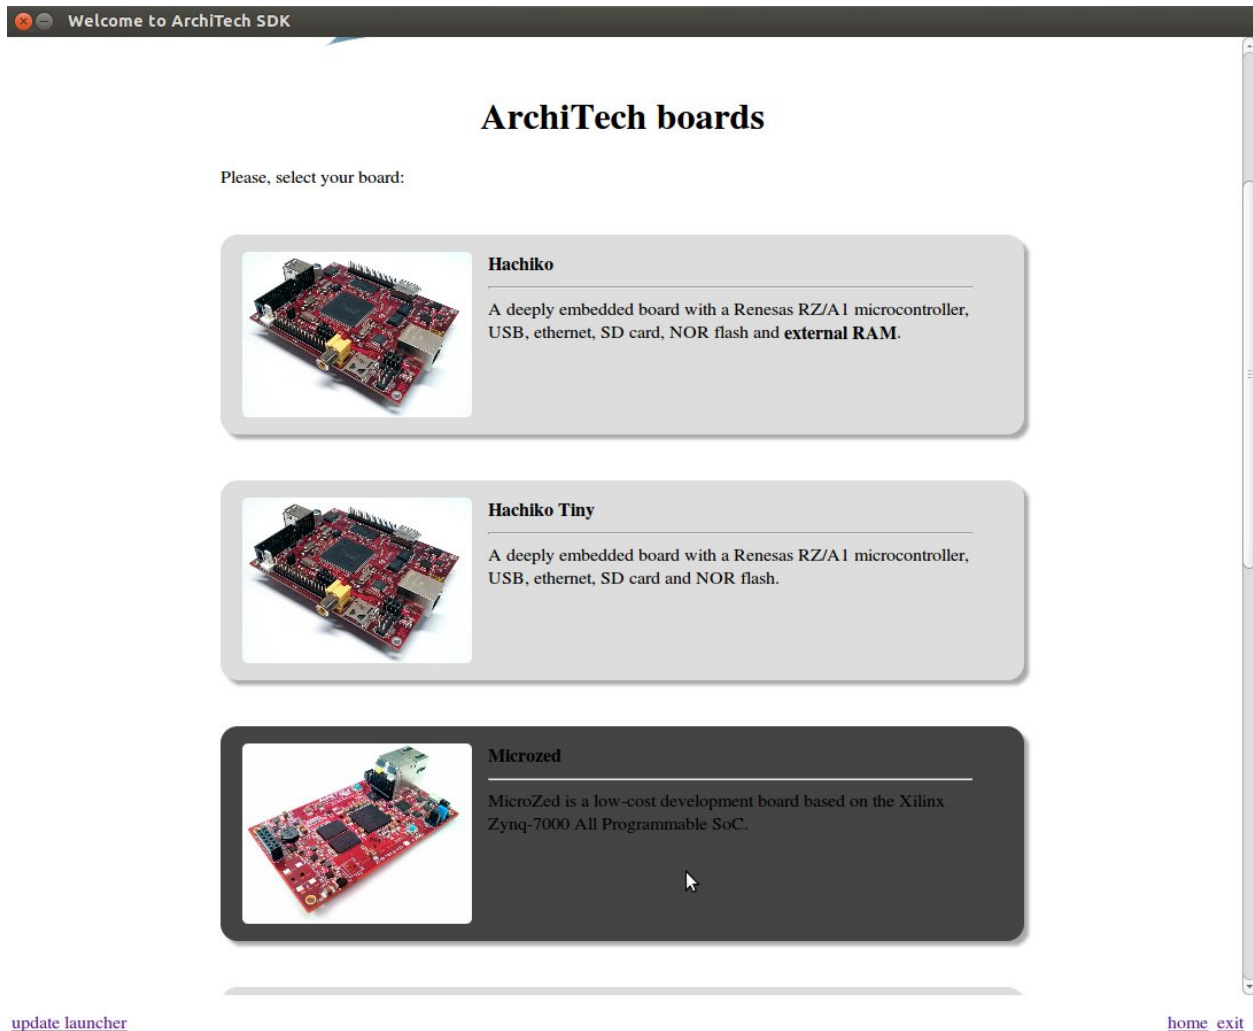 Welcome to ArchiTech SDK
ArchiTech boards
Please, select your board:
Hachiko
A deeply embedded board with a Renesas RZ/A1 microcontroller,
USB, ethernet, SD card, NOR flash and external RAM.
Hachiko Tiny
A deeply embedded board with a Renesas RZ/A1 microcontroller,
USB, ethernet, SD card and NOR flash.
Microzed
MicroZed is a low-cost development board based on the Xilinx
Zynq-7000 All Programmable SoC.
update launcher
home exit